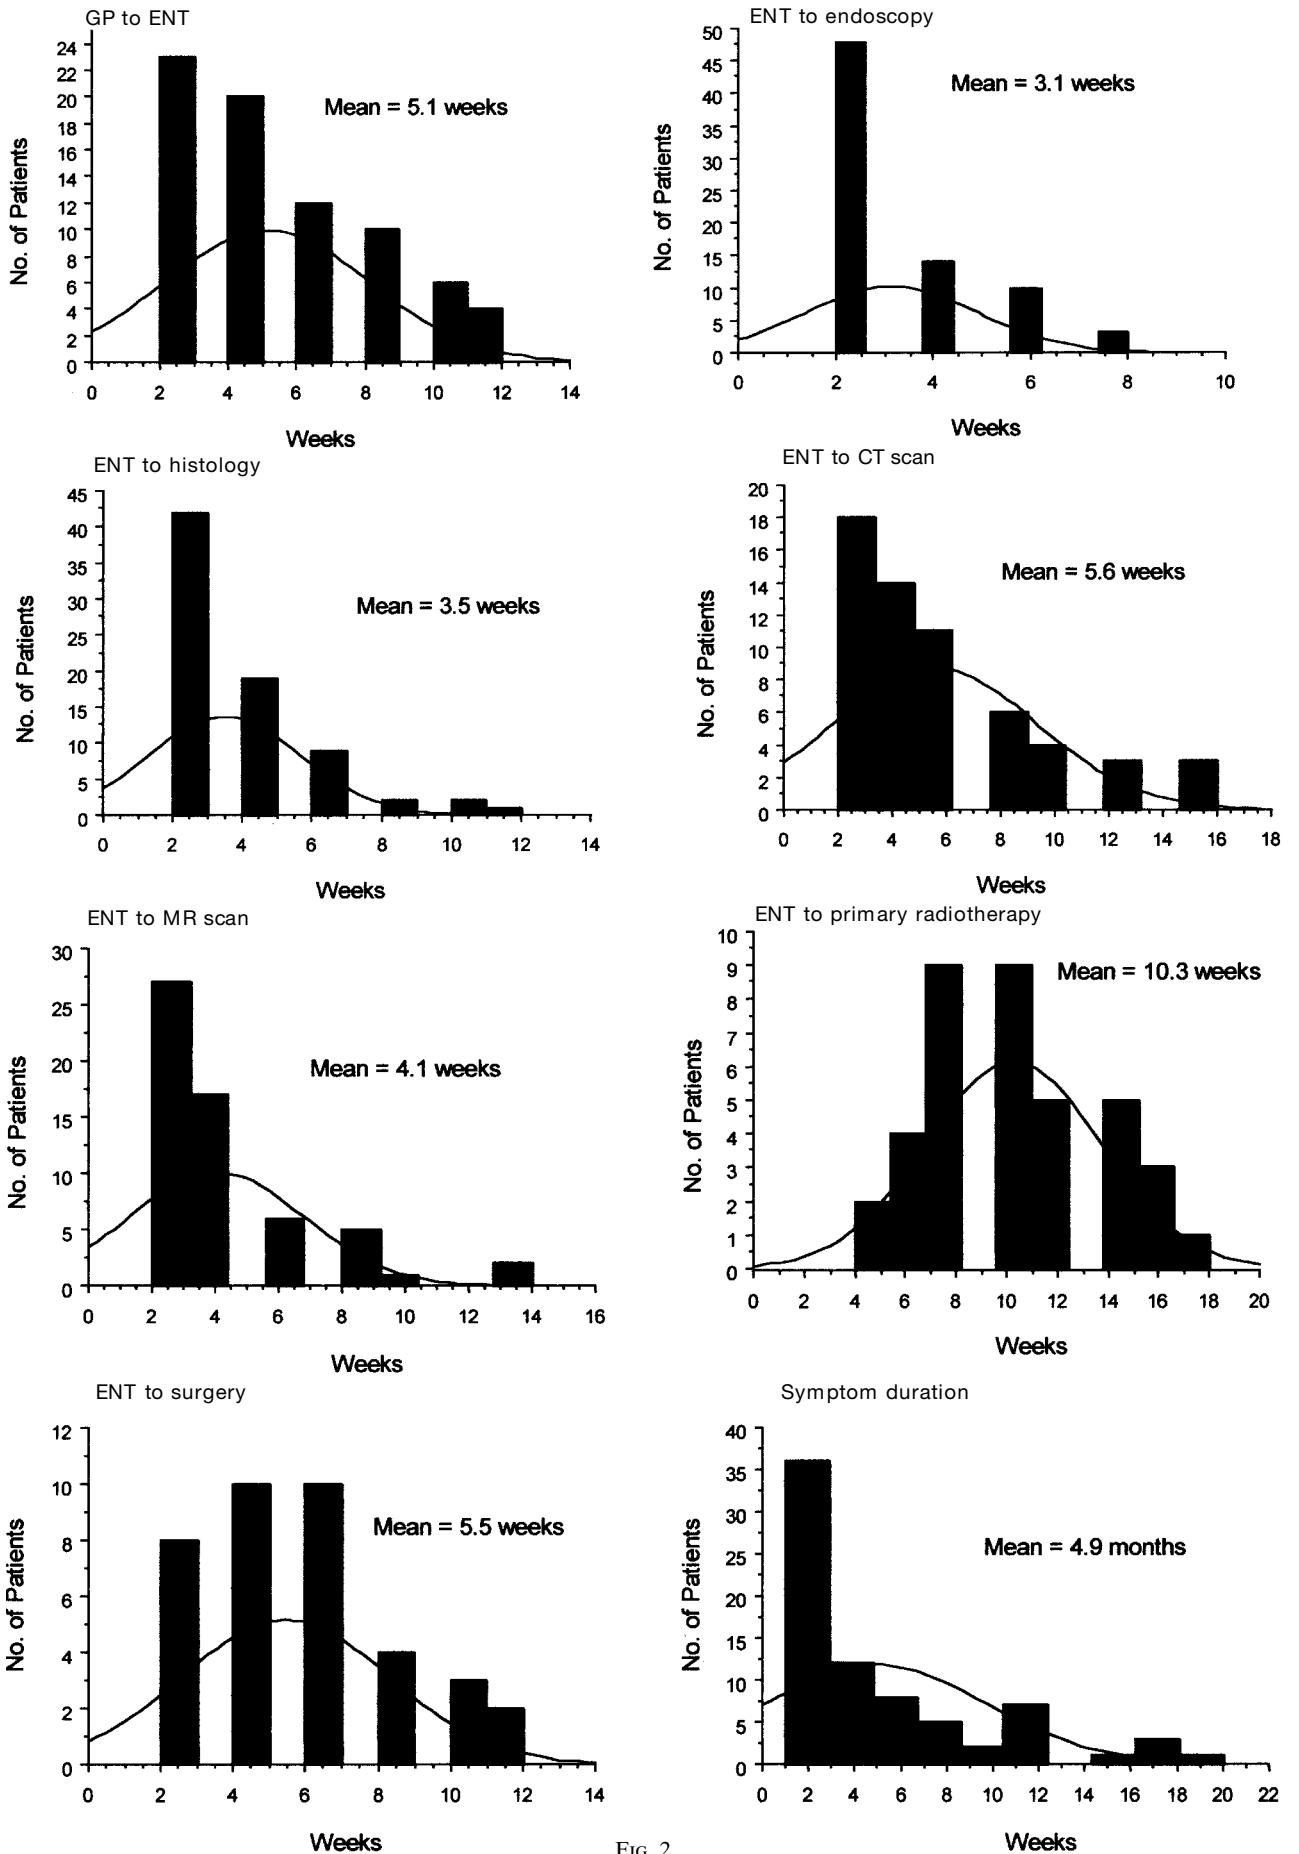 GP to ENT
24
22
20
18
16
14
12
10
8
6
4
2
0
No. of Patients
Mean = 5.1 weeks
0 2 4 6 8 10 12 14
Weeks
ENT to endoscopy
50
45
40
35
30
25
20
15
10
5
0
No. of Patients
Mean = 3.1 weeks
0 2 4 6 8 10
Weeks
ENT to histology
45
40
35
30
25
20
15
10
5
0
No. of Patients
Mean = 3.5 weeks
0 2 4 6 8 10 12 14
Weeks
ENT to CT scan
20
18
16
14
12
10
8
6
4
2
0
No. of Patients
Mean = 5.6 weeks
0 2 4 6 8 10 12 14 16 18
Weeks
ENT to MR scan
30
25
20
15
10
5
0
No. of Patients
Mean = 4.1 weeks
0 2 4 6 8 10 12 14 16
Weeks
ENT to primary radiotherapy
10
9
8
7
6
5
4
3
2
1
0
No. of Patients
Mean = 10.3 weeks
0 2 4 6 8 10 12 14 16 18 20
Weeks
ENT to surgery
12
10
8
6
4
2
0
No. of Patients
Mean = 5.5 weeks
0 2 4 6 8 10 12 14
Weeks
Symptom duration
40
35
30
25
20
15
10
5
0
No. of Patients
Mean = 4.9 months
0 2 4 6 8 10 12 14 16 18 20 22
Weeks
FIG. 2